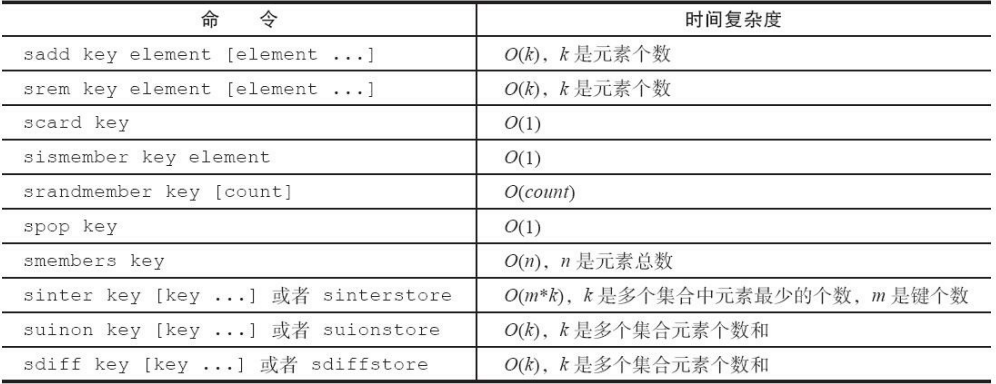 命 令 时间复杂度
sadd key element [element ...] O(k)，k 是元素个数
srem key element [element ...] O(k)，k 是元素个数
scard key O(1)
sismember key element O(1)
srandmember key [count] O(count)
spop key O(1)
smembers key O(n)，n 是元素总数
sinter key [key ...] 或者 sinterstore O(m*k)，k 是多个集合中元素最少的个数，m 是键个数
suinon key [key ...] 或者 suionstore O(k)，k 是多个集合元素个数和
sdiff key [key ...] 或者 sdiffstore O(k)，k 是多个集合元素个数和